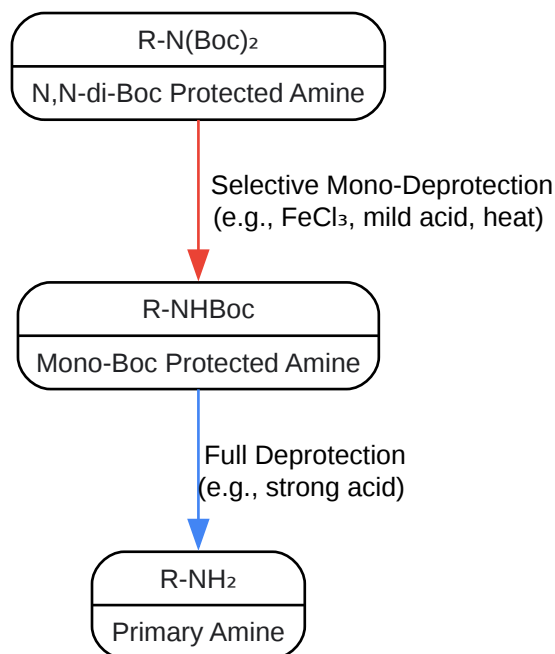 R-N(Boc)₂
N,N-di-Boc Protected Amine
Selective Mono-Deprotection
(e.g., FeCl₃, mild acid, heat)
R-NHBoc
Mono-Boc Protected Amine
Full Deprotection
(e.g., strong acid)
R-NH₂
Primary Amine